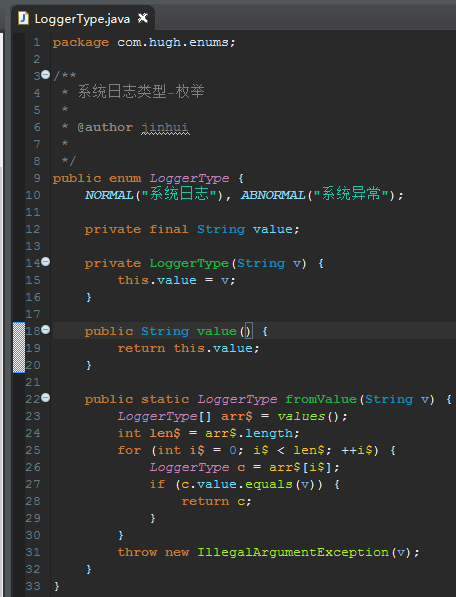 LoggerType.java
1 package com.hugh.enums;
2
3 /**
4 * 系统日志类型-枚举
5 *
6 * @author jinhui
7 *
8 */
9 public enum LoggerType {
10 NORMAL("系统日志"), ABNORMAL("系统异常");
11
12 private final String value;
13
14 private LoggerType(String v) {
15 this.value = v;
16 }
17
18 public String value() {
19 return this.value;
20 }
21
22 public static LoggerType fromValue(String v) {
23 LoggerType[] arr$ = values();
24 int len$ = arr$.length;
25 for (int i$ = 0; i$ < len$; ++i$) {
26 LoggerType c = arr$[i$];
27 if (c.value.equals(v)) {
28 return c;
29 }
30 }
31 throw new IllegalArgumentException(v);
32 }
33 }